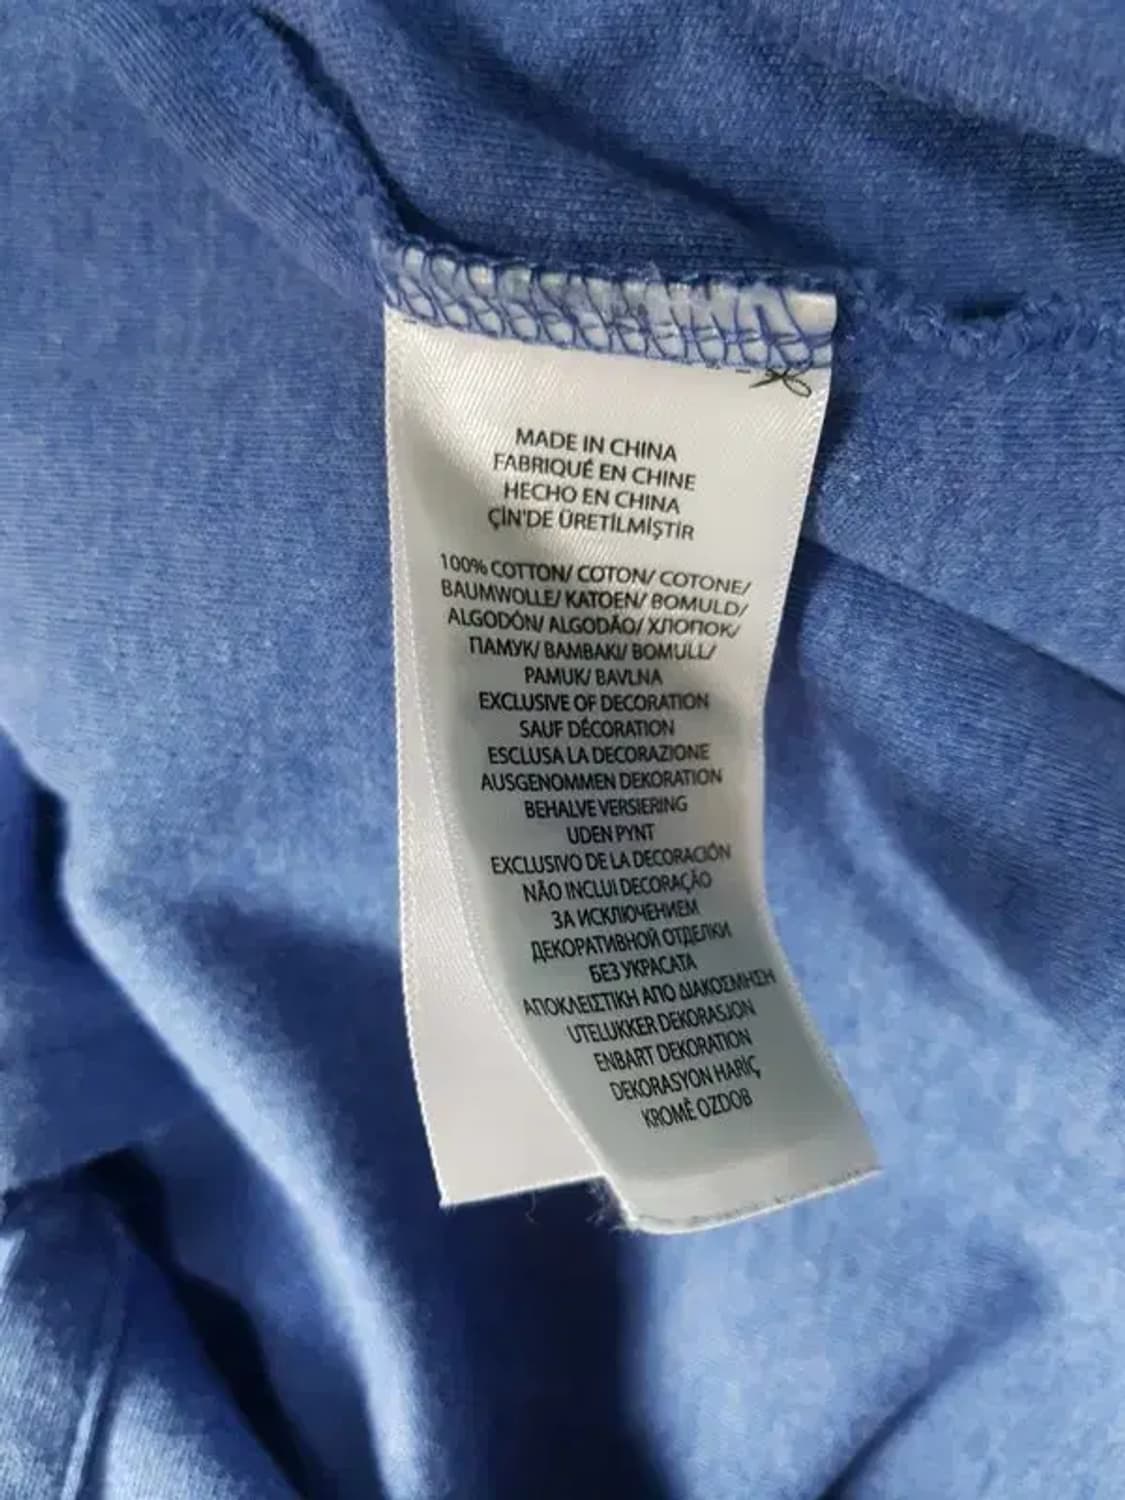 MADE IN CHINA
FABRIQUÉ EN CHINE
HECHO EN CHINA
ÇİN'DE ÜRETİLMİŞTİR
100% COTTON/ COTON/ COTONE/
BAUMWOLLE/ KATOEN/ BOMULD/
ALGODÓN/ ALGODÃO/ ХЛОПОК/
ПАМУК/ BAMBAKI/ BOMULL/
PAMUK/ BAVLNA
EXCLUSIVE OF DECORATION
SAUF DÉCORATION
ESCLUSA LA DECORAZIONE
AUSGENOMMEN DEKORATION
BEHALVE VERSIERING
UDEN PYNT
EXCLUSIVO DE LA DECORACIÓN
NÃO INCLUI DECORAÇÃO
ЗА ИСКЛЮЧЕНИЕМ
ДЕКОРАТИВНОЙ ОТДЕЛКИ
БЕЗ УКРАСАТА
ΑΠΟΚΛΕΙΣΤΙΚΗ ΑΠΟ ΔΙΑΚΟΣΜΗΣΗ
UTELUKKER DEKORASJON
ENBART DEKORATION
DEKORASYON HARİÇ
KROMĚ OZDOB